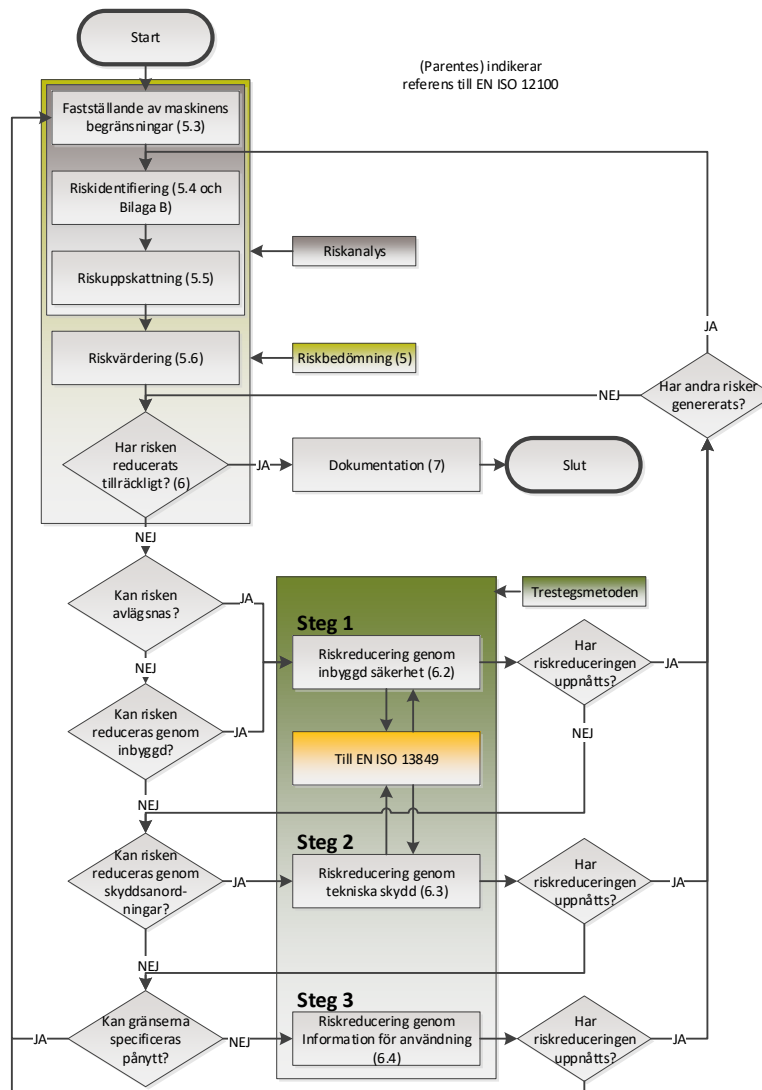 Start
(Parentes) indikerar
referens till EN ISO 12100
Fastställande av maskinens
begränsningar (5.3)
Riskidentifiering (5.4 och
Bilaga B)
Riskanalys
Riskuppskattning (5.5)
JA
Riskvärdering (5.6)
Riskbedömning (5)
NEJ
Har andra risker
genererats?
Har risken
reducerats
tillräckligt? (6)
JA
Dokumentation (7)
Slut
NEJ
Trestegsmetoden
Kan risken
avlägsnas?
JA
Steg 1
Riskreducering genom
inbyggd säkerhet (6.2)
Har
riskreduceringen
uppnåtts?
JA
NEJ
Kan risken
reduceras genom
inbyggd?
JA
NEJ
Till EN ISO 13849
NEJ
Steg 2
Kan risken
reduceras genom
skyddsanord-
ningar?
JA
Riskreducering genom
tekniska skydd (6.3)
Har
riskreduceringen
uppnåtts?
JA
NEJ
NEJ
Steg 3
JA
Kan gränserna
specificeras
pånytt?
NEJ
Riskreducering genom
Information för användning
(6.4)
Har
riskreduceringen
uppnåtts?
JA